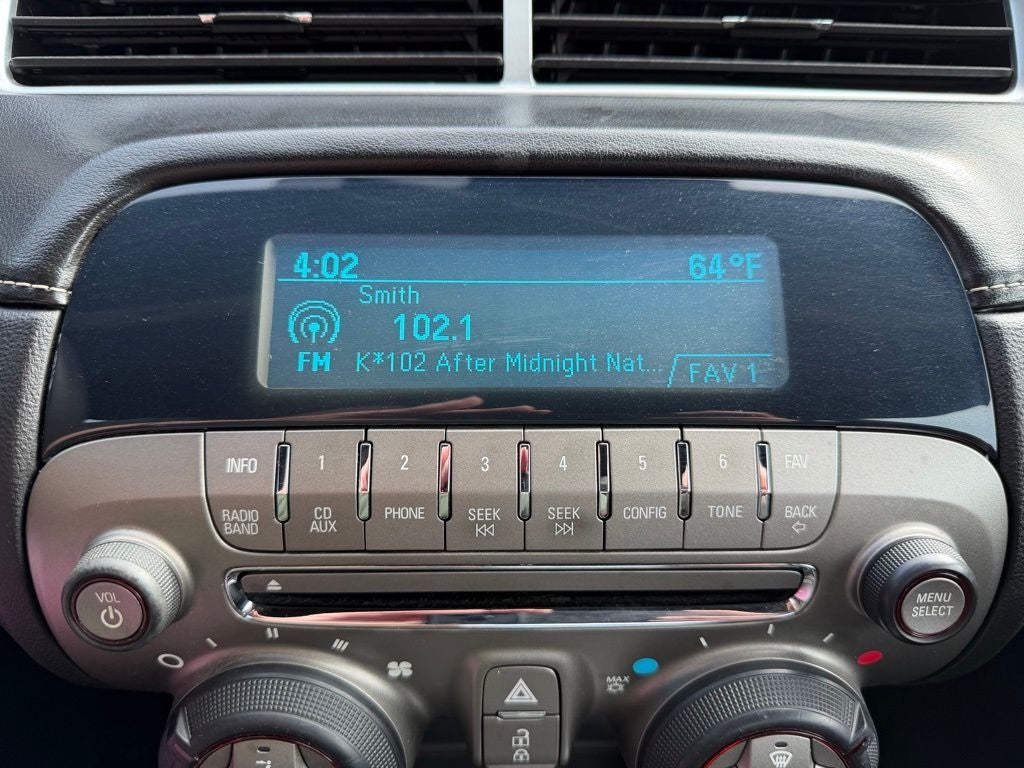 4:02 64°F
Smith
102.1
FM K*102 After Midnight Nat... FAV 1
INFO 1 2 3 4 5 6 FAV
RADIO BAND
CD AUX
PHONE
SEEK
SEEK
CONFIG
TONE
BACK
VOL
MENU SELECT
MAX